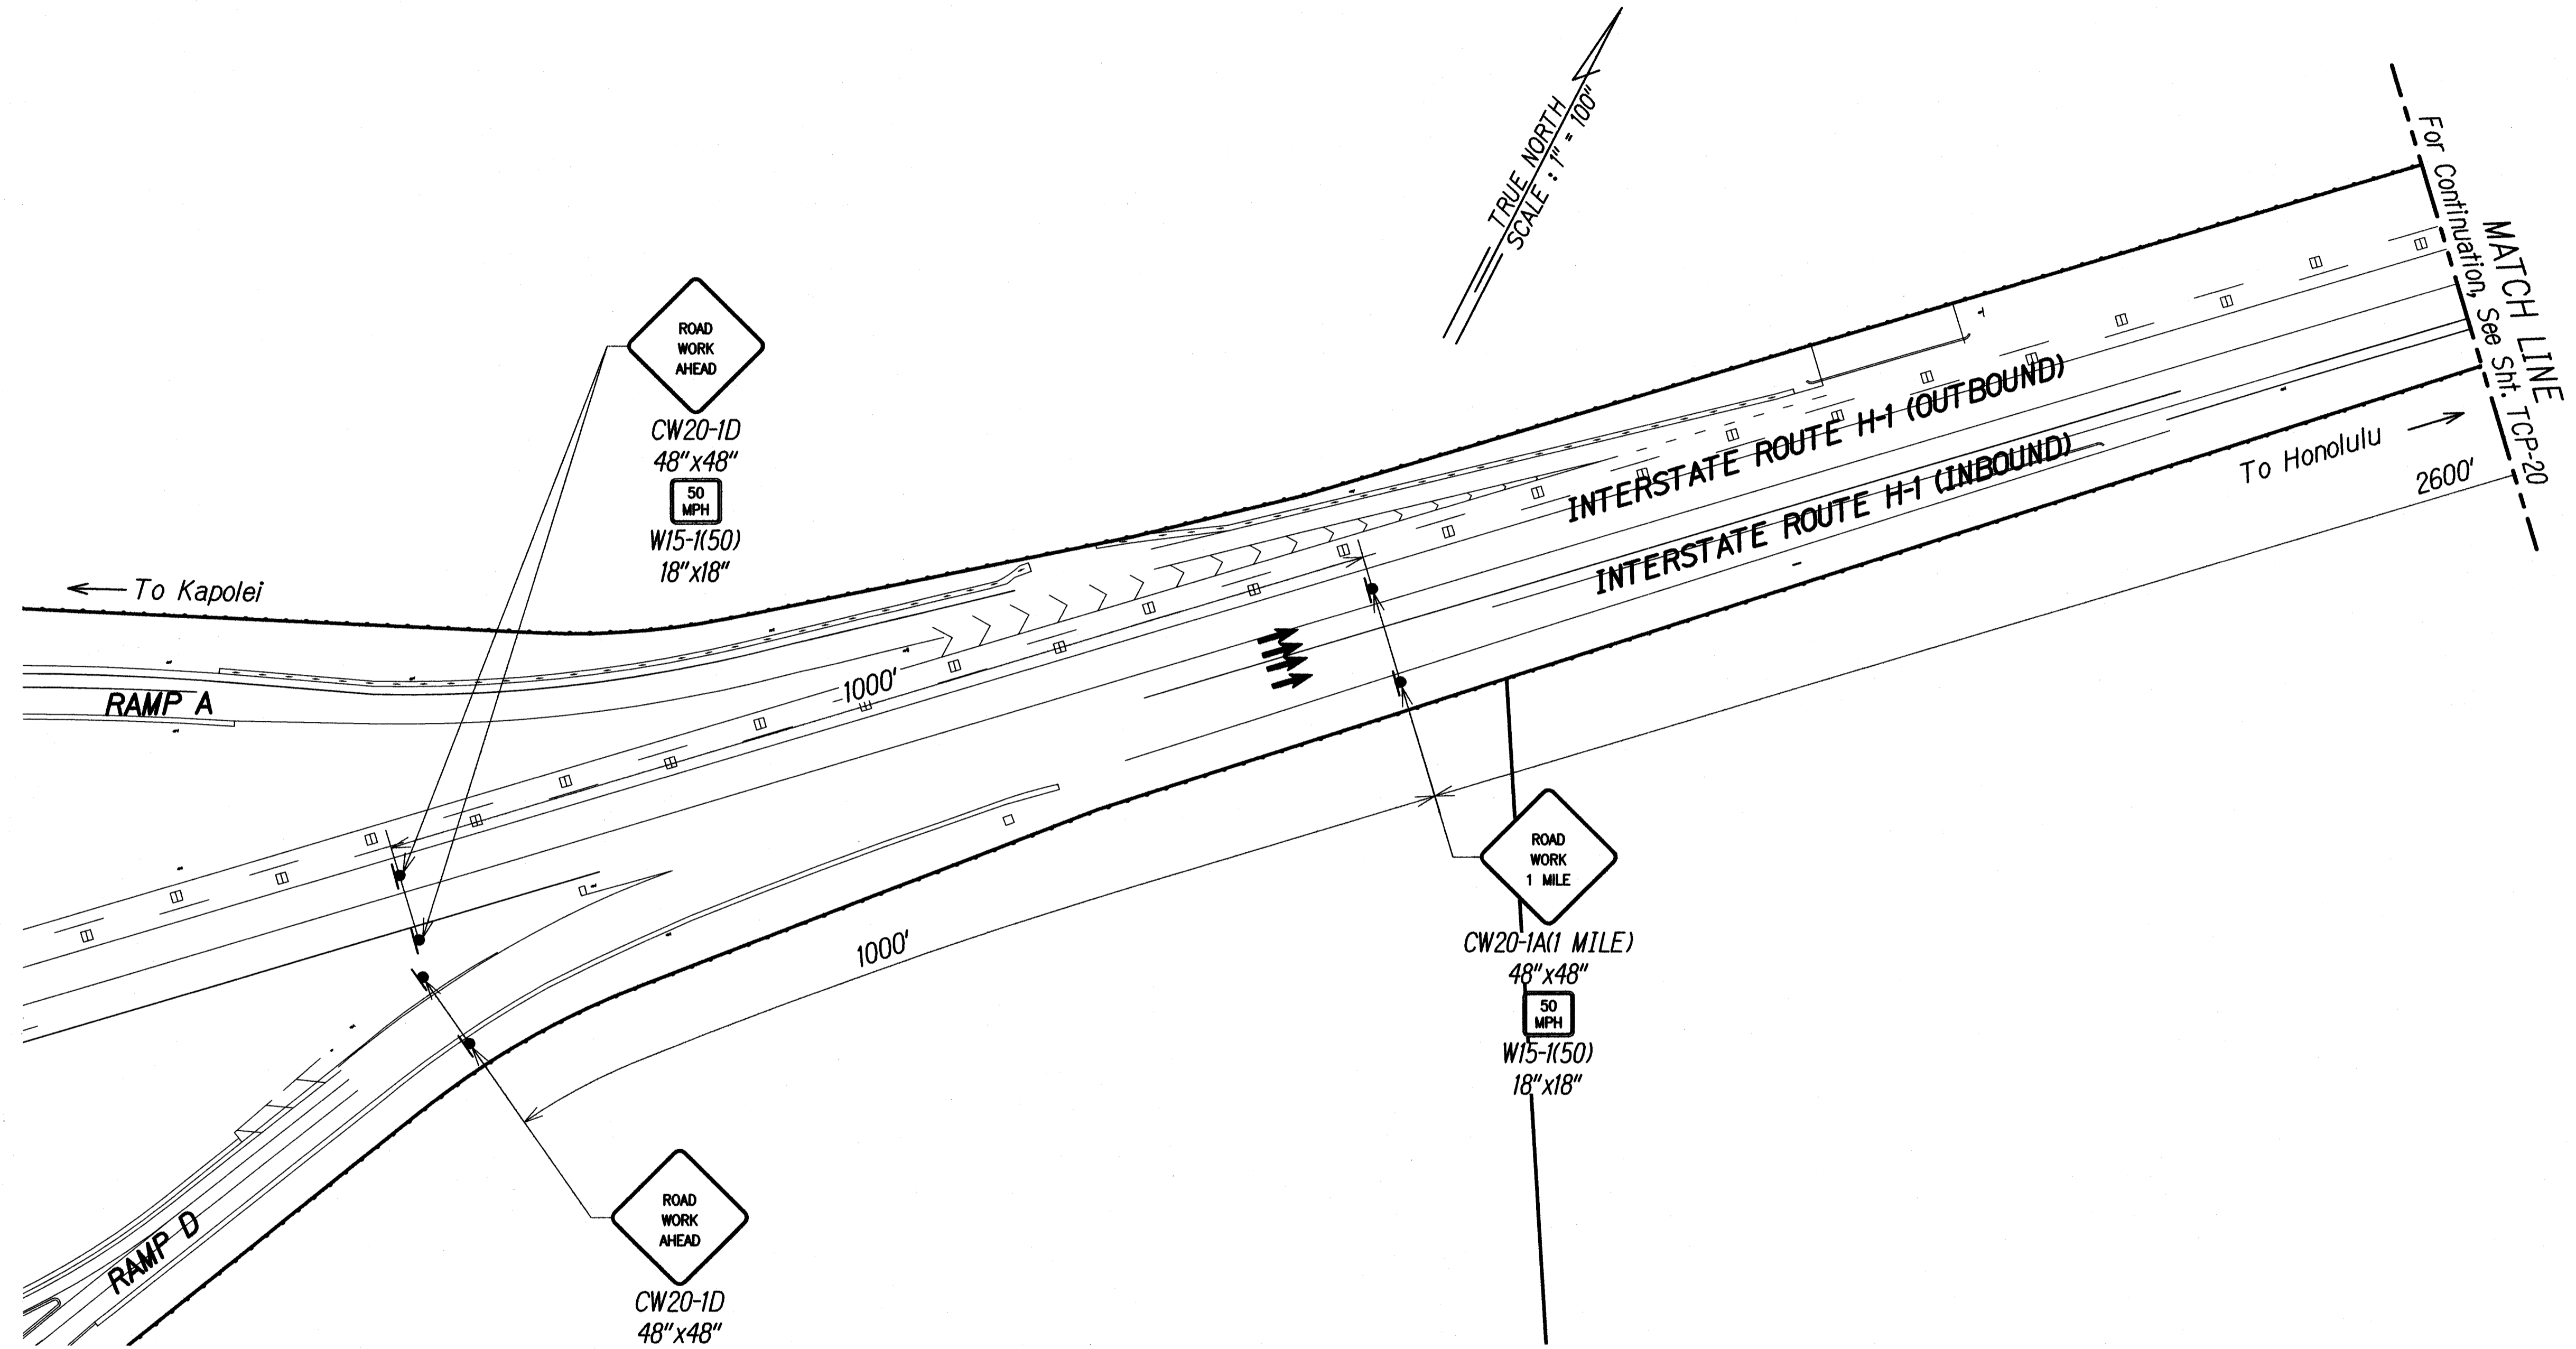 TRUE NORTH
SCALE : 1" = 100"
For Continuation, See Sht. TCP-20
MATCH LINE
ROAD
WORK
AHEAD
CW20-1D
48"x48"
50
MPH
W15-1(50)
18"x18"
To Kapolei
INTERSTATE ROUTE H-1 (OUTBOUND)
INTERSTATE ROUTE H-1 (INBOUND)
To Honolulu
2600'
RAMP A
1000'
1000'
ROAD
WORK
1 MILE
CW20-1A(1 MILE)
48"x48"
50
MPH
W15-1(50)
18"x18"
RAMP D
ROAD
WORK
AHEAD
CW20-1D
48"x48"